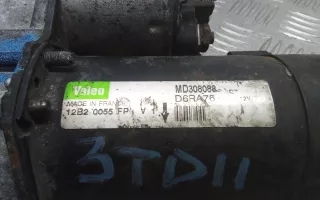 Valeo
MD308088
D6RA76
MADE IN FRANCE
12B2 0055 FP V
3TD11